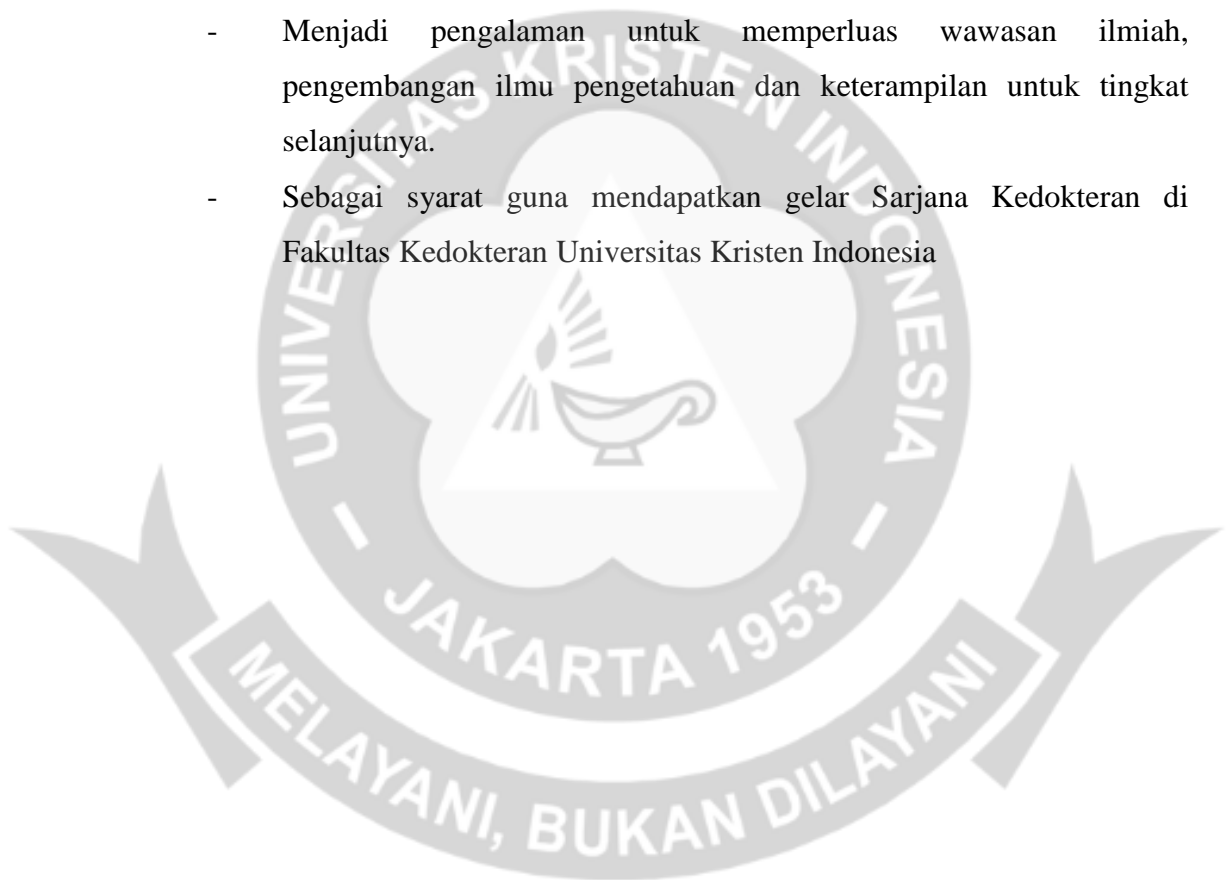 - Menjadi pengalaman untuk memperluas wawasan ilmiah,
pengembangan ilmu pengetahuan dan keterampilan untuk tingkat
selanjutnya.
- Sebagai syarat guna mendapatkan gelar Sarjana Kedokteran di
Fakultas Kedokteran Universitas Kristen Indonesia
UNIVERSITAS KRISTEN INDONESIA
- JAKARTA 1953 -
MELAYANI, BUKAN DILAYANI